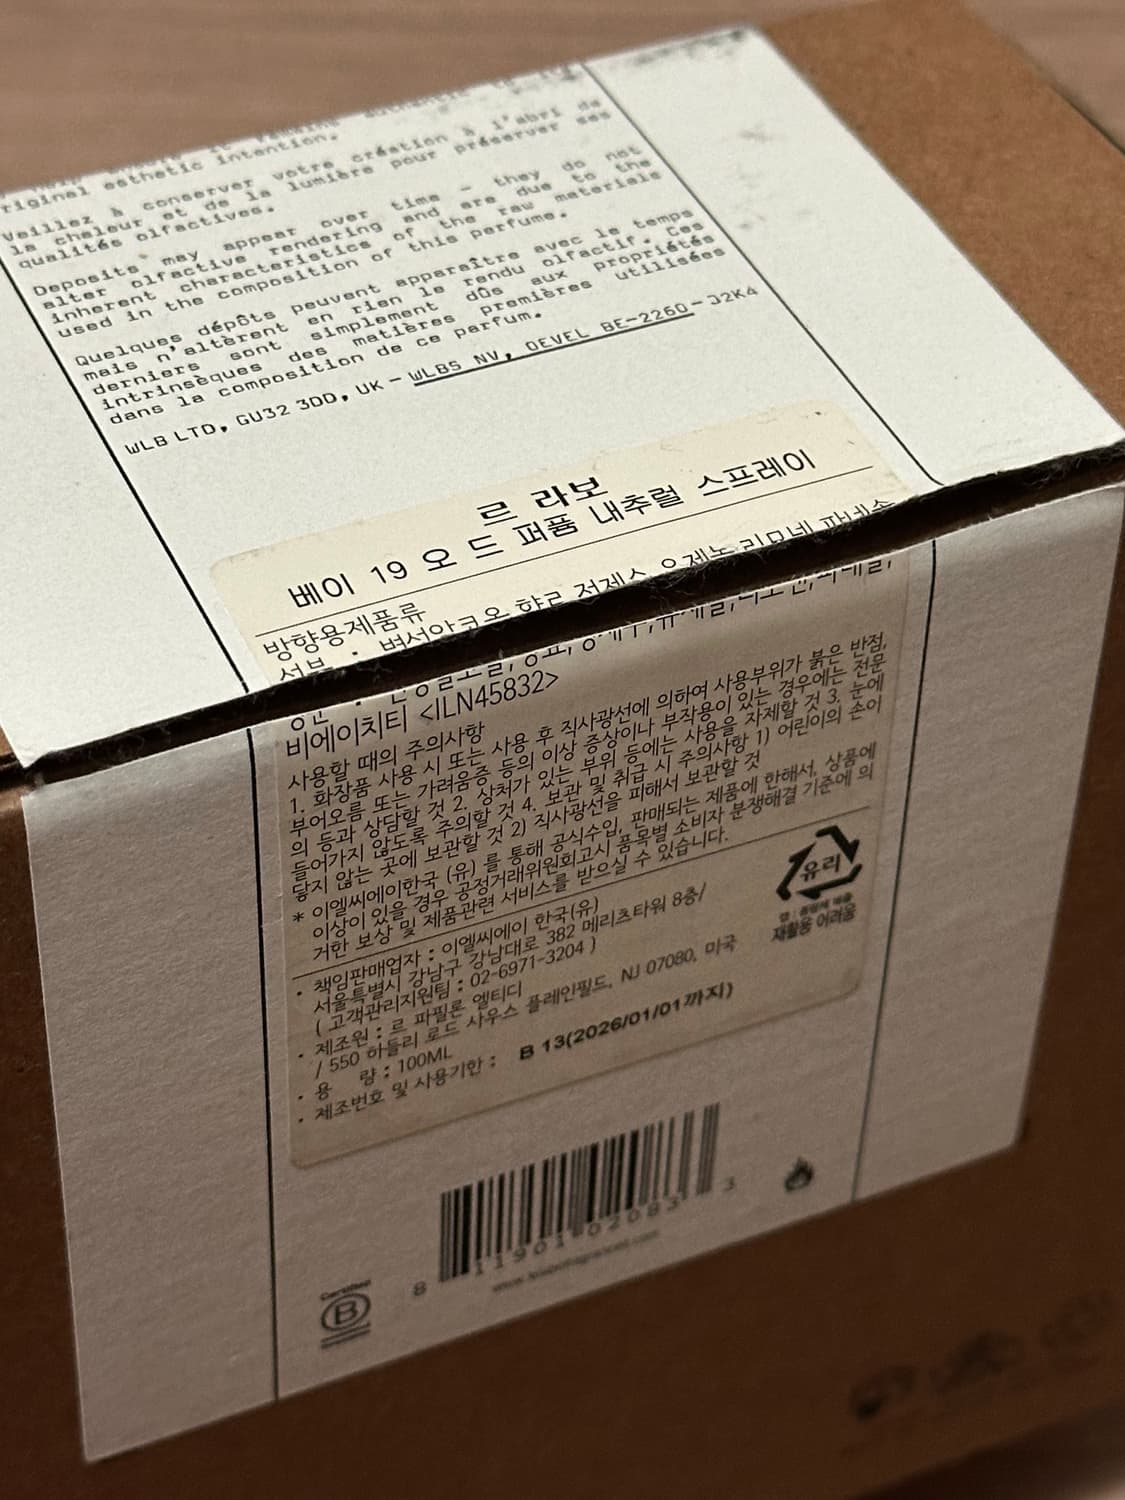 remains authentic to its
riginal esthetic intention.
Veillez à conserver votre création à l'abri de
la chaleur et de la lumière pour préserver ses
qualités olfactives.
Deposits may appear over time – they do not
alter olfactive rendering and are due to the
inherent characteristics of the raw materials
used in the composition of this perfume.
Quelques dépôts peuvent apparaître avec le temps
mais n'altèrent en rien le rendu olfactif. Ces
derniers sont simplement dûs aux propriétés
intrinsèques des matières premières utilisées
dans la composition de ce parfum.
WLB LTD, GU32 3DD, UK – WLBS NV, OEVEL BE-2260 – J2K4
르 라보
베이 19 오 드 퍼퓸 내추럴 스프레이
방향용제품류
성분 : 변성알코올, 향료, 정제수,
비에이치티 <ILN45832>
사용할 때의 주의사항
1. 화장품 사용 시 또는 사용 후 직사광선에 의하여 사용부위가 붉은 반점,
부어오름 또는 가려움증 등의 이상 증상이나 부작용이 있는 경우에는 전문
의 등과 상담할 것 2. 상처가 있는 부위 등에는 사용을 자제할 것 3. 눈에
들어가지 않도록 주의할 것 4. 보관 및 취급 시 주의사항 1) 어린이의 손이
닿지 않는 곳에 보관할 것 2) 직사광선을 피해서 보관할 것
* 이엘씨에이한국 (유) 를 통해 공식수입, 판매되는 제품에 한해서, 상품에
이상이 있을 경우 공정거래위원회고시 품목별 소비자 분쟁해결 기준에 의
거한 보상 및 제품관련 서비스를 받으실 수 있습니다.
· 책임판매업자 : 이엘씨에이 한국(유)
서울특별시 강남구 강남대로 382 메리츠타워 8층/
( 고객관리지원팀 : 02-6971-3204 )
· 제조원 : 르 파필론 엘티디
/ 550 하들리 로드 사우스 플레인필드, NJ 07080, 미국
· 용 량 : 100ML
· 제조번호 및 사용기한 : B 13(2026/01/01까지)
유리
재활용 어려움
8 11901 02083 3
Certified
B